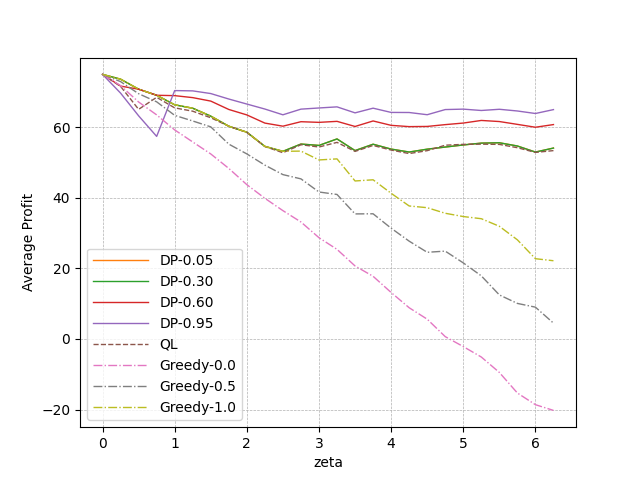 Average Profit
60
40
20
0
−20
DP-0.05
DP-0.30
DP-0.60
DP-0.95
QL
Greedy-0.0
Greedy-0.5
Greedy-1.0
0 1 2 3 4 5 6
zeta